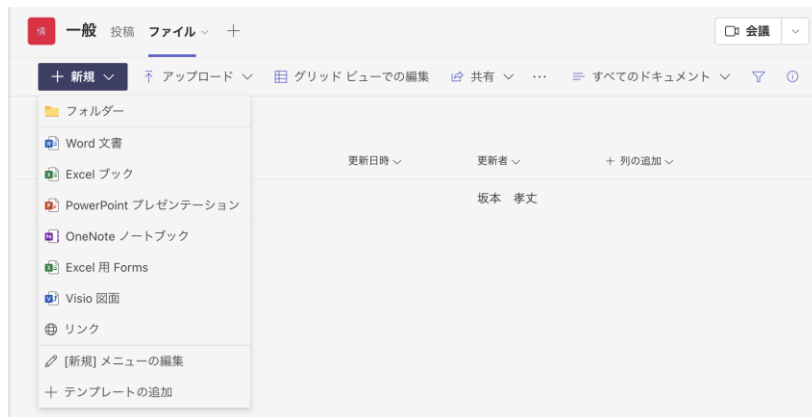 情 一般 投稿 ファイル 会議
新規 アップロード グリッド ビューでの編集 共有 … すべてのドキュメント
フォルダー
Word 文書
更新日時 更新者 + 列の追加
Excel ブック
PowerPoint プレゼンテーション
坂本 孝丈
OneNote ノートブック
Excel 用 Forms
Visio 図面
リンク
[新規] メニューの編集
テンプレートの追加